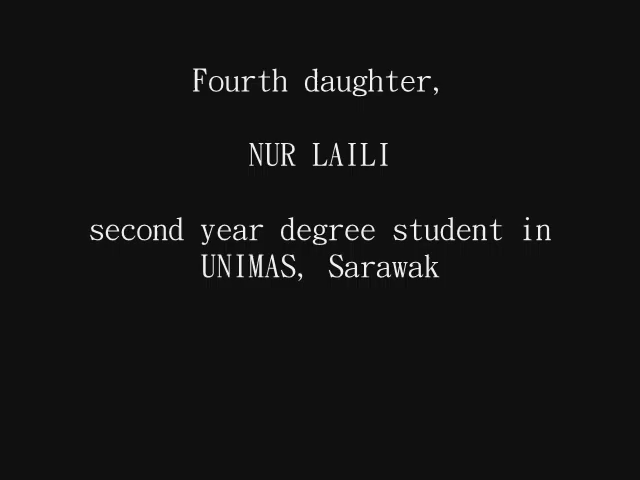 Fourth daughter,
NUR LAILI
second year degree student in
UNIMAS, Sarawak